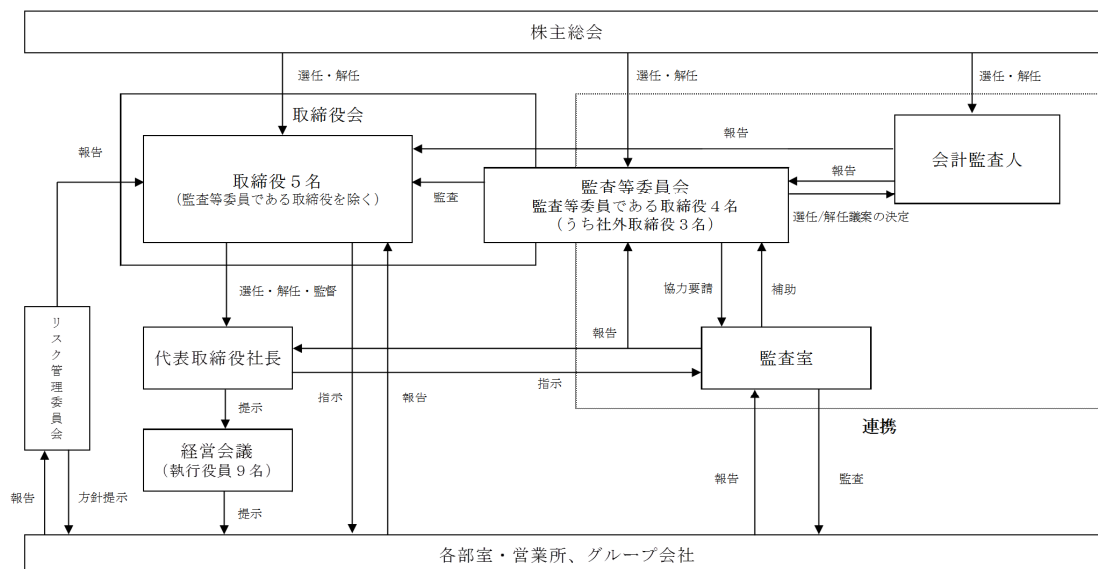 株主総会
選任・解任
選任・解任
選任・解任
取締役会
報告
報告
取締役５名
（監査等委員である取締役を除く）
監査
監査等委員会
監査等委員である取締役４名
（うち社外取締役３名）
報告
会計監査人
選任/解任議案の決定
選任・解任・監督
協力要請
補助
リスク管理委員会
代表取締役社長
報告
監査室
提示
指示
報告
指示
連携
経営会議
（執行役員９名）
報告
方針提示
提示
報告
監査
各部室・営業所、グループ会社